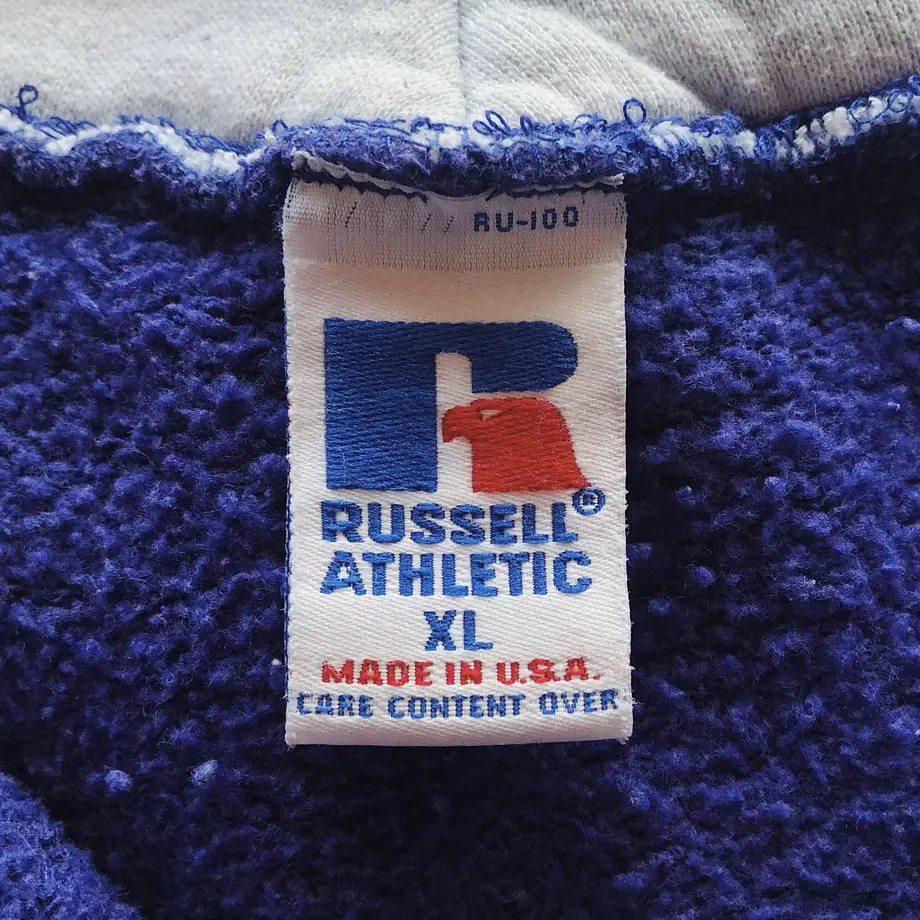 RU-100
RUSSELL®
ATHLETIC
XL
MADE IN U.S.A.
CARE CONTENT OVER